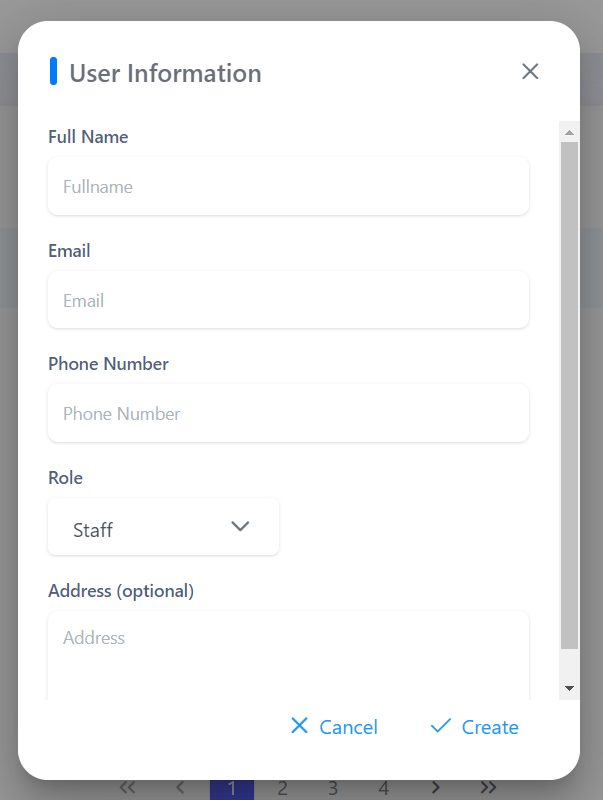 User Information
Full Name
Fullname
Email
Email
Phone Number
Phone Number
Role
Staff
Address (optional)
Address
Cancel Create
1 2 3 4